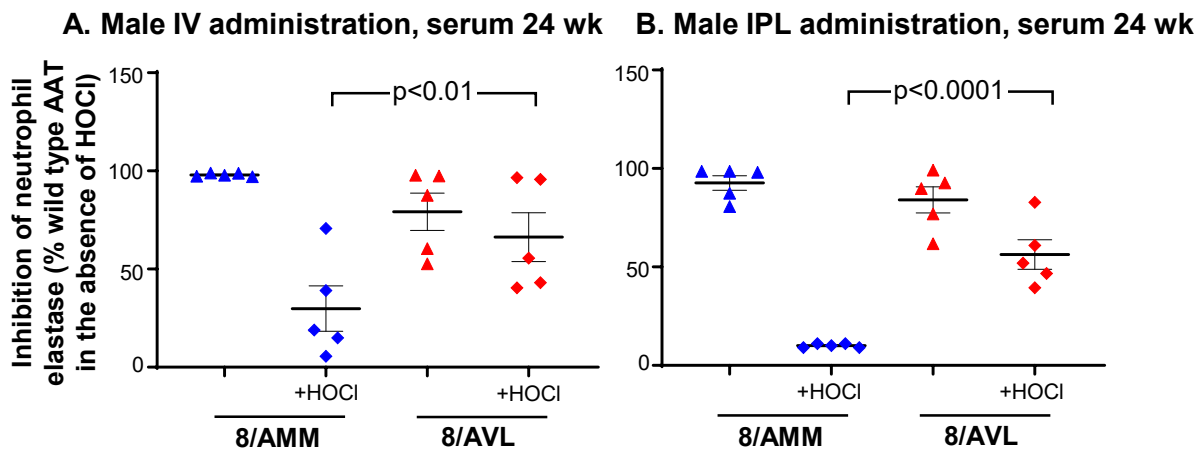 A. Male IV administration, serum 24 wk
B. Male IPL administration, serum 24 wk
Inhibition of neutrophil
elastase (% wild type AAT
in the absence of HOCl)
150
100
50
0
p<0.01
+HOCl
+HOCl
8/AMM
8/AVL
150
100
50
0
p<0.0001
+HOCl
+HOCl
8/AMM
8/AVL